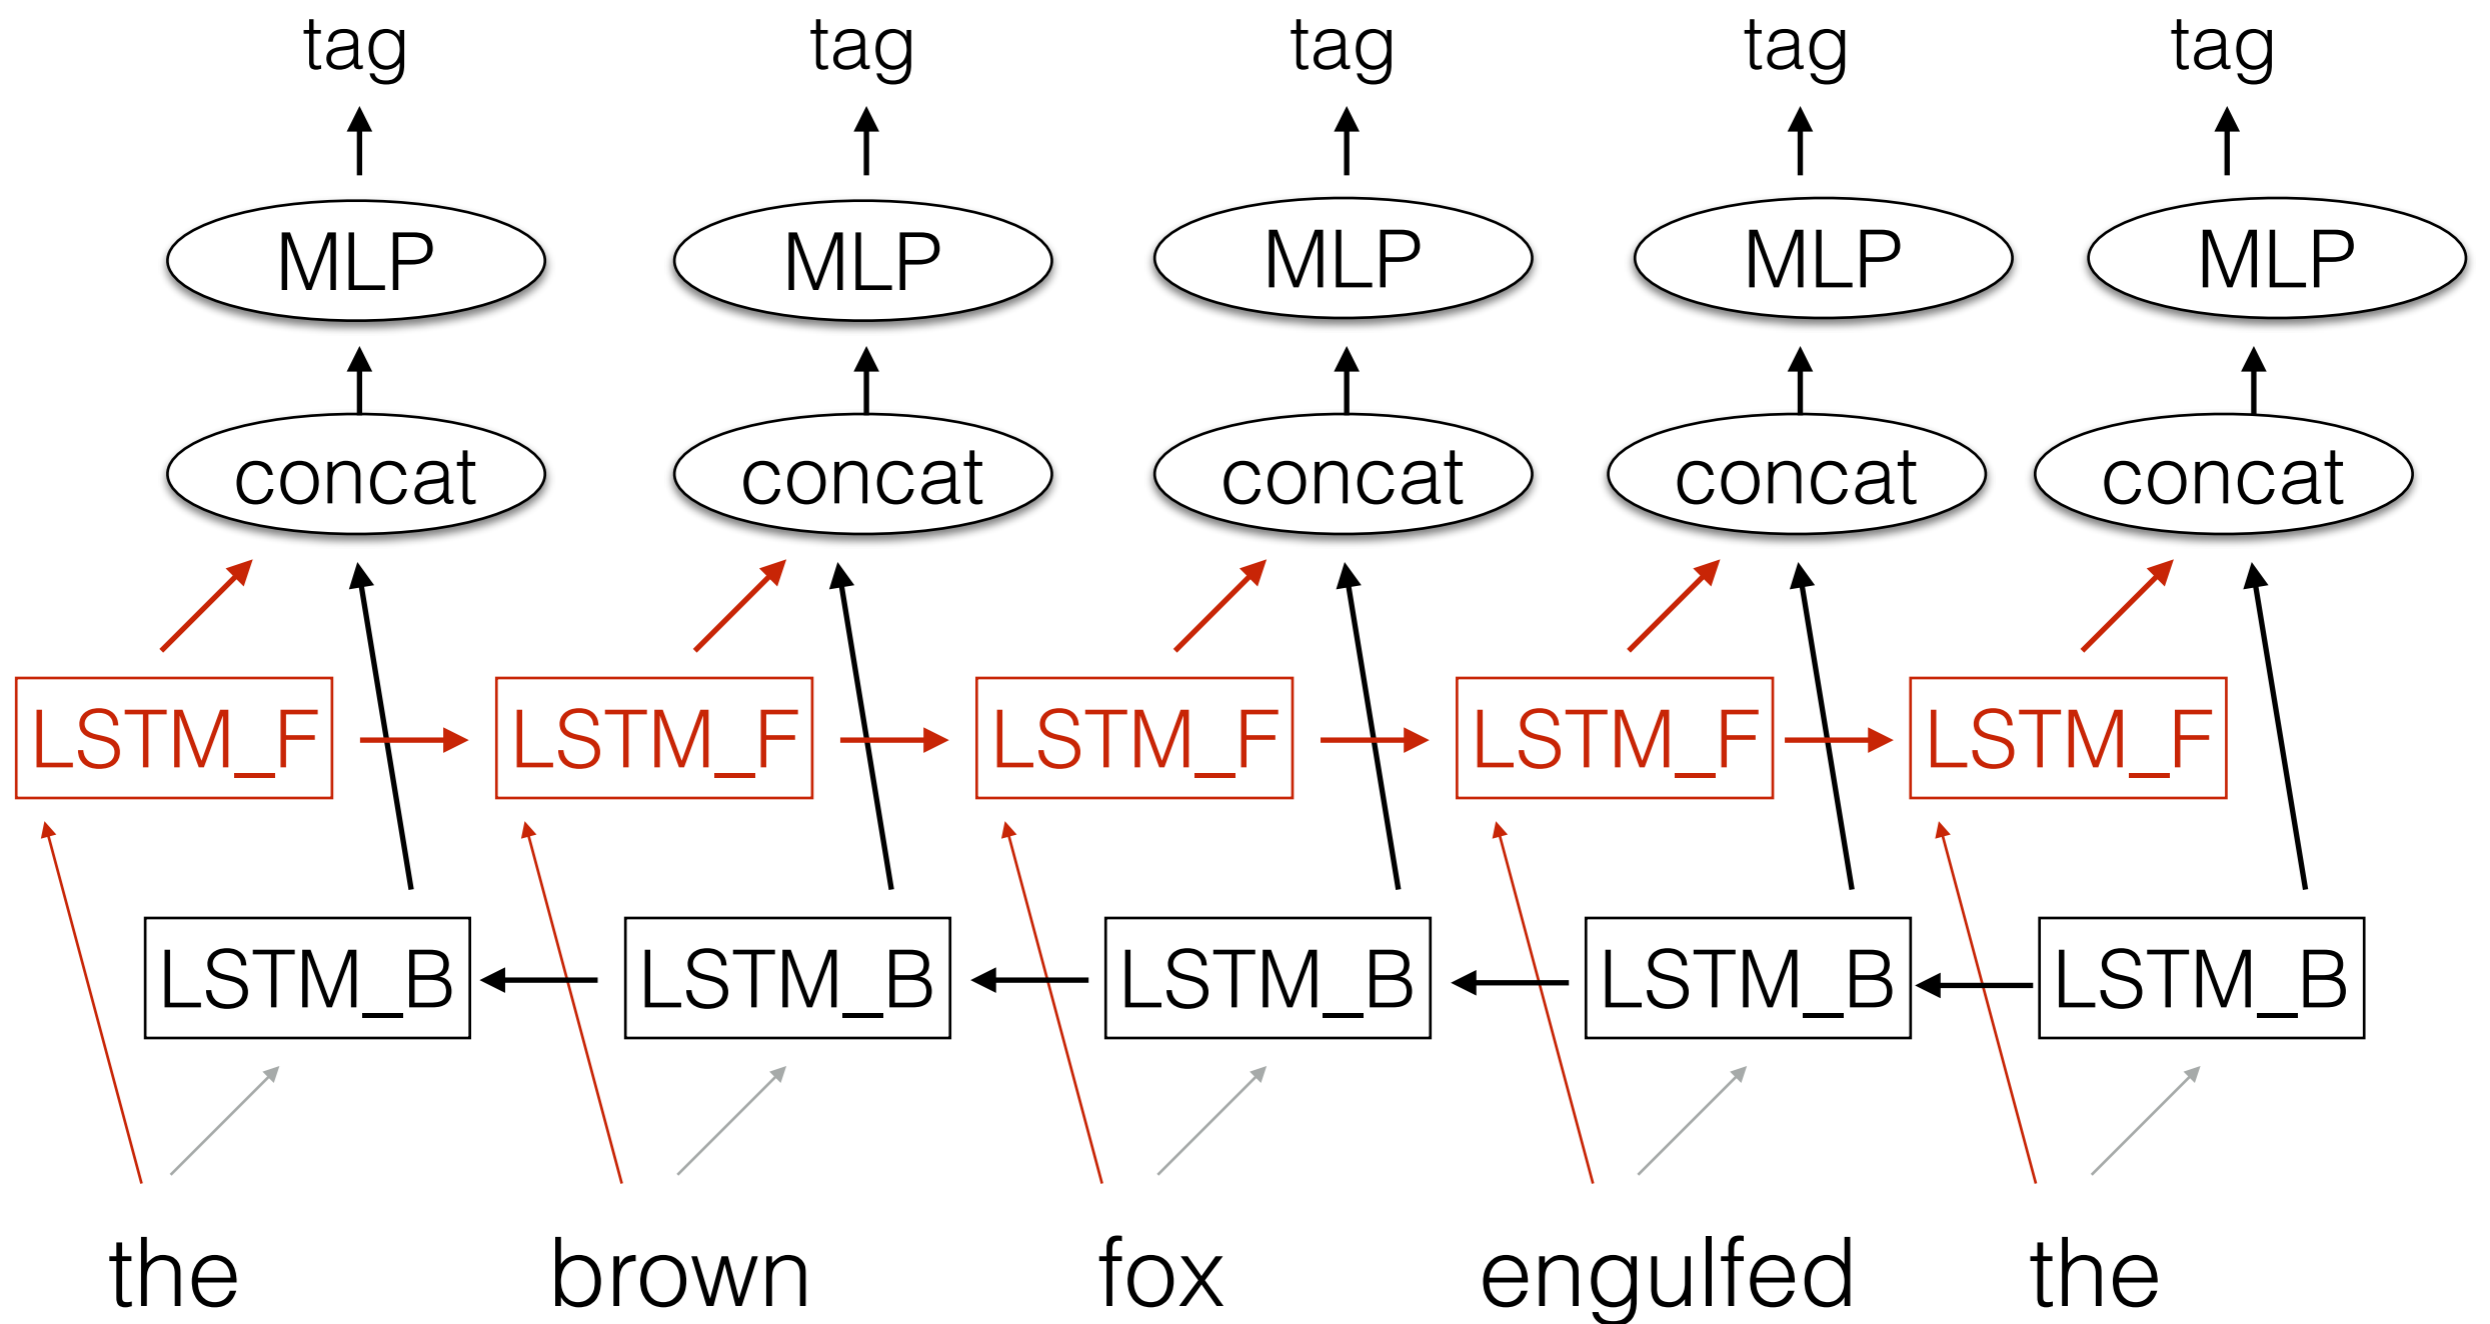 tag tag tag tag tag
MLP MLP MLP MLP MLP
concat concat concat concat concat
LSTM_F LSTM_F LSTM_F LSTM_F LSTM_F
LSTM_B LSTM_B LSTM_B LSTM_B LSTM_B
the brown fox engulfed the